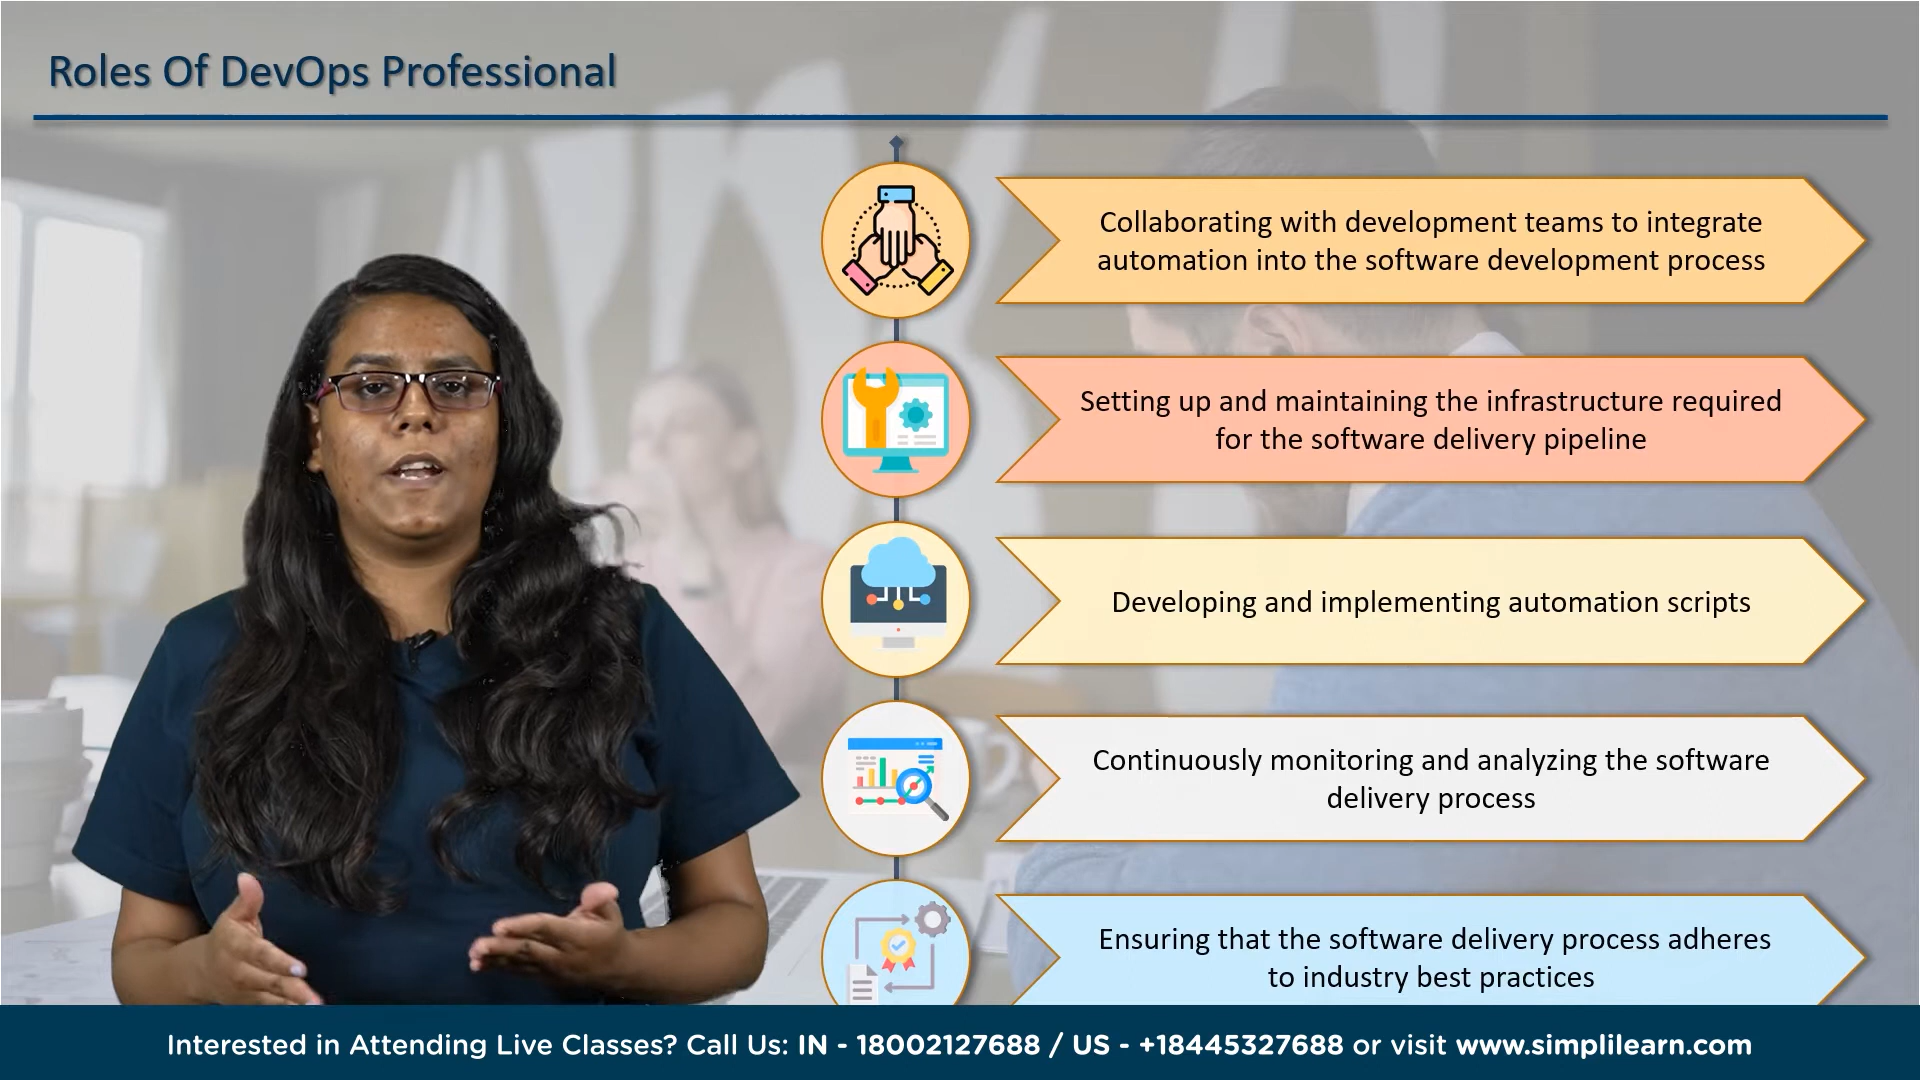 Roles Of DevOps Professional
Collaborating with development teams to integrate
automation into the software development process
Setting up and maintaining the infrastructure required
for the software delivery pipeline
Developing and implementing automation scripts
Continuously monitoring and analyzing the software
delivery process
Ensuring that the software delivery process adheres
to industry best practices
Interested in Attending Live Classes? Call Us: IN - 18002127688 / US - +18445327688 or visit www.simplilearn.com